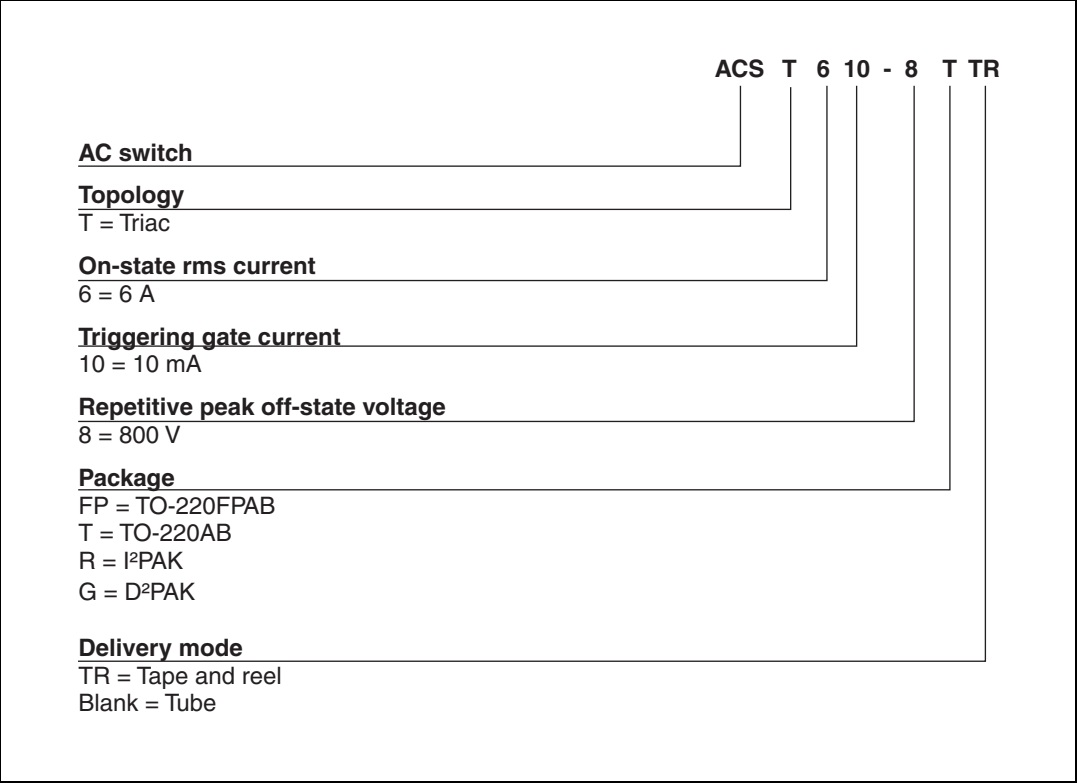 ACS T 6 10 - 8 T TR
AC switch
Topology
T = Triac
On-state rms current
6 = 6 A
Triggering gate current
10 = 10 mA
Repetitive peak off-state voltage
8 = 800 V
Package
FP = TO-220FPAB
T = TO-220AB
R = I²PAK
G = D²PAK
Delivery mode
TR = Tape and reel
Blank = Tube